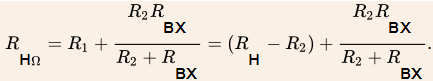 R_{HΩ} = R_1 + \frac{R_2 R_{BX}}{R_2 + R_{BX}} = (R_H − R_2) + \frac{R_2 R_{BX}}{R_2 + R_{BX}}.